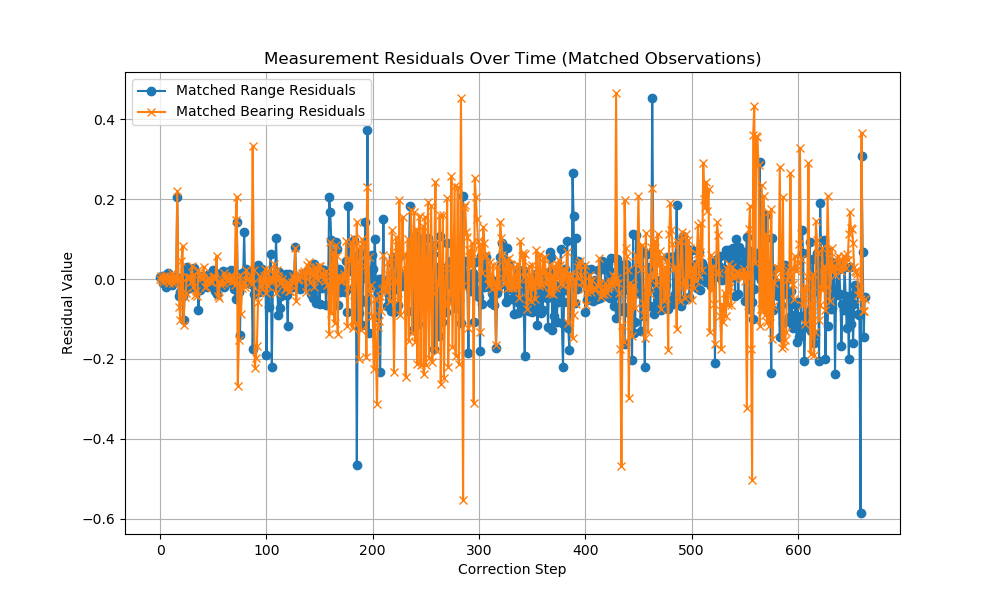 Measurement Residuals Over Time (Matched Observations)
Matched Range Residuals
Matched Bearing Residuals
Residual Value
0.4
0.2
0.0
−0.2
−0.4
−0.6
0 100 200 300 400 500 600
Correction Step